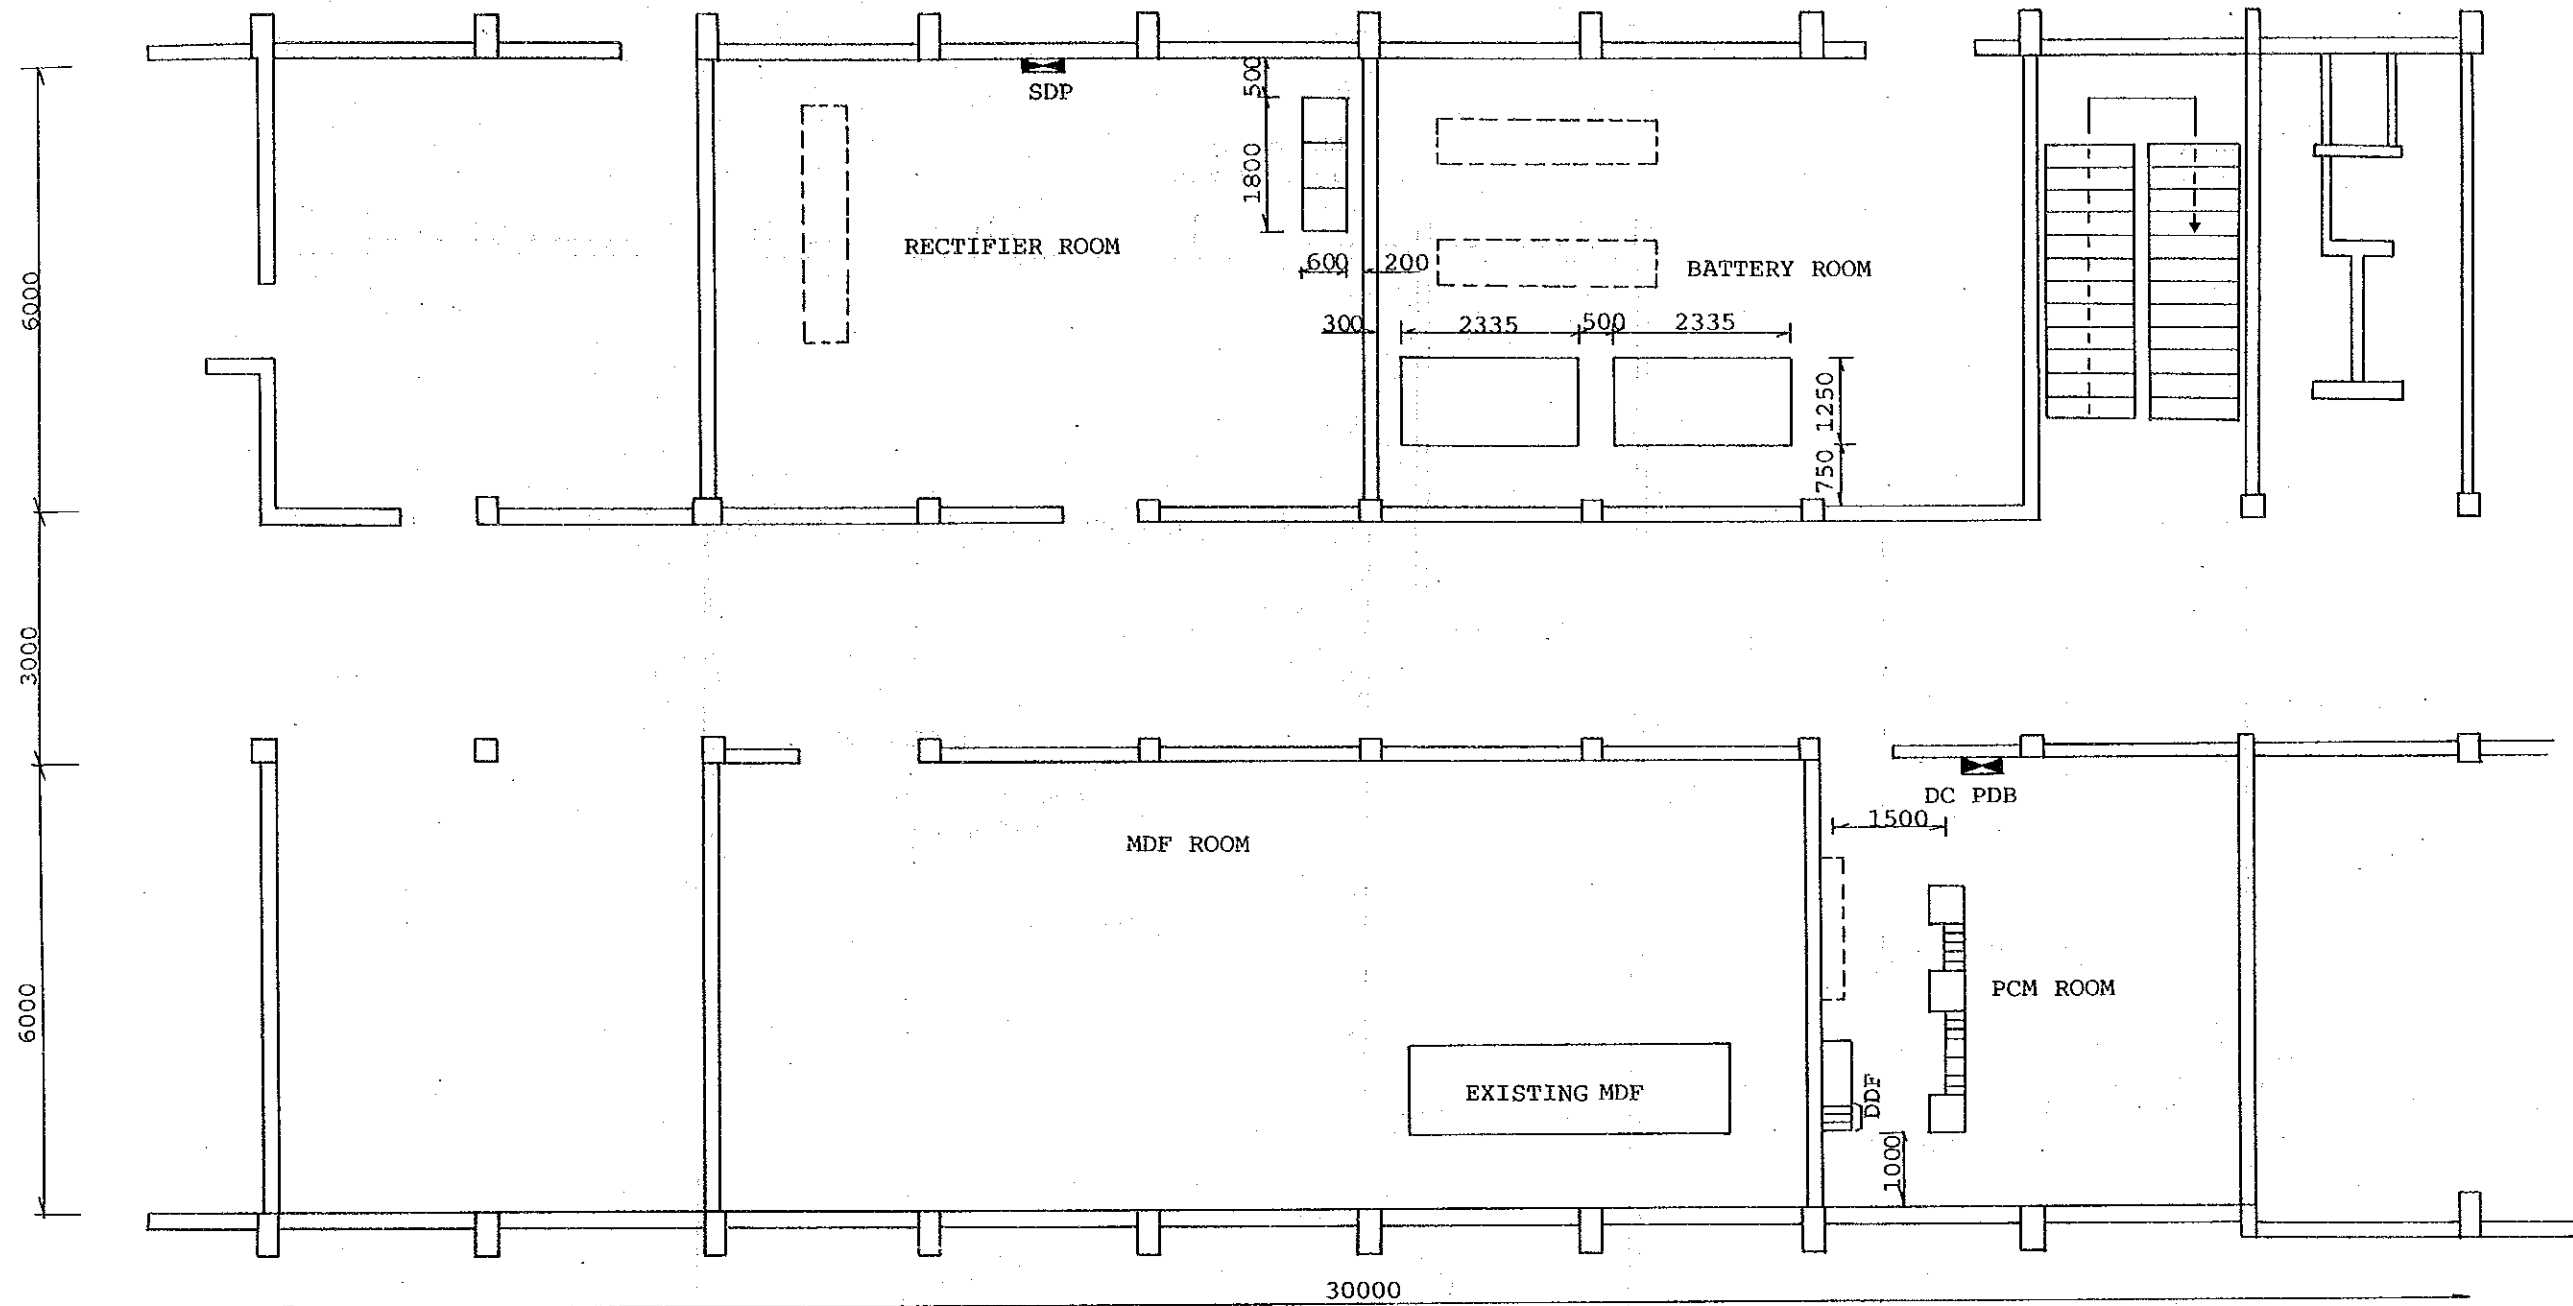 SDP
500
1800
RECTIFIER ROOM
600
200
BATTERY ROOM
6000
300
2335
500
2335
1250
750
3000
DC PDB
1500
MDF ROOM
6000
PCM ROOM
EXISTING MDF
DDF
1000
30000